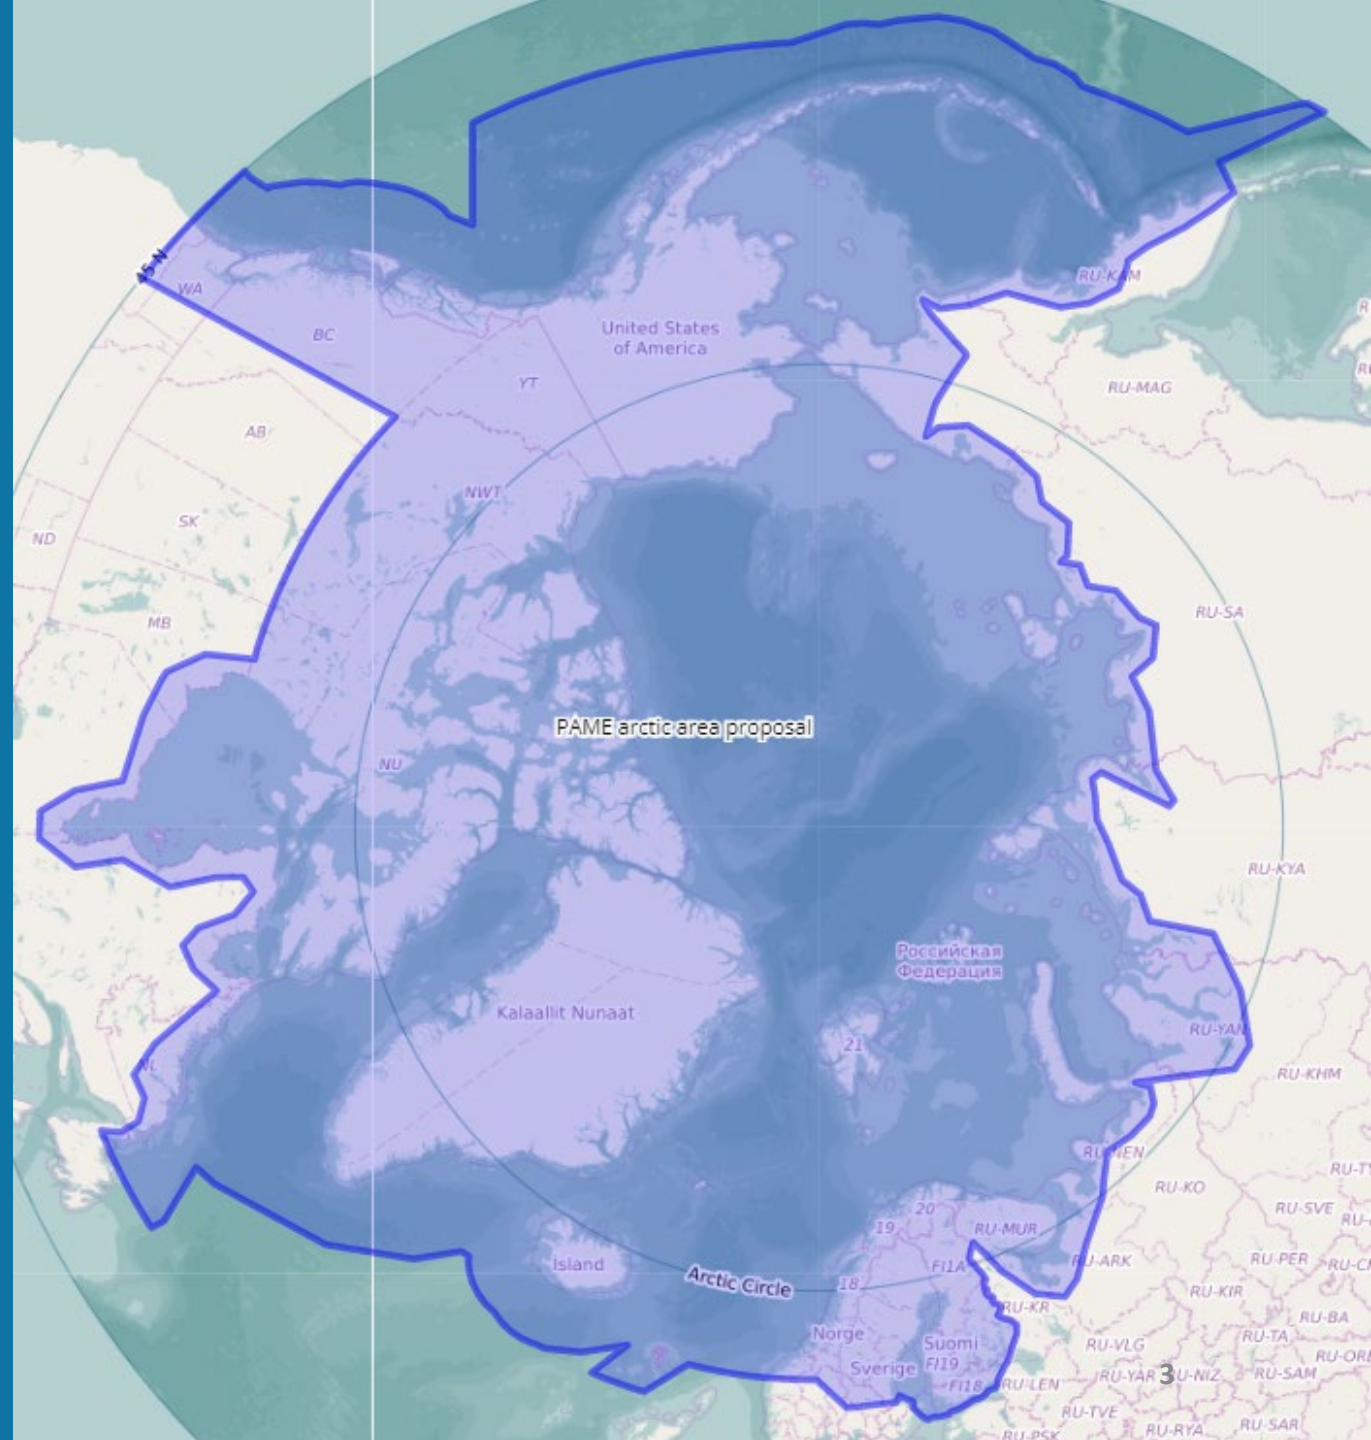 45 N
WA
RU-KAM
BC
United States
of America
YT
RU-MAG
AB
NWT
SK
ND
RU-SA
MB
PAME arctic area proposal
NU
RU-KYA
Российская
Федерация
Kalaallit Nunaat
RU-YAN
21
NL
RU-KHM
RU-NEN
RU-KO
RU-SVE
20
19
RU-MUR
Island
FI1A
RU-ARK
RU-PER
Arctic Circle
18
RU-KIR
RU-KR
RU-BA
Norge
Suomi
RU-VLG
RU-TA
Sverige
FI19
RU-YAR
3
U-NIZ
RU-SAM
FI18
RU-LEN
RU-TVE
RU-RYA
RU-SAR
RU-PSK